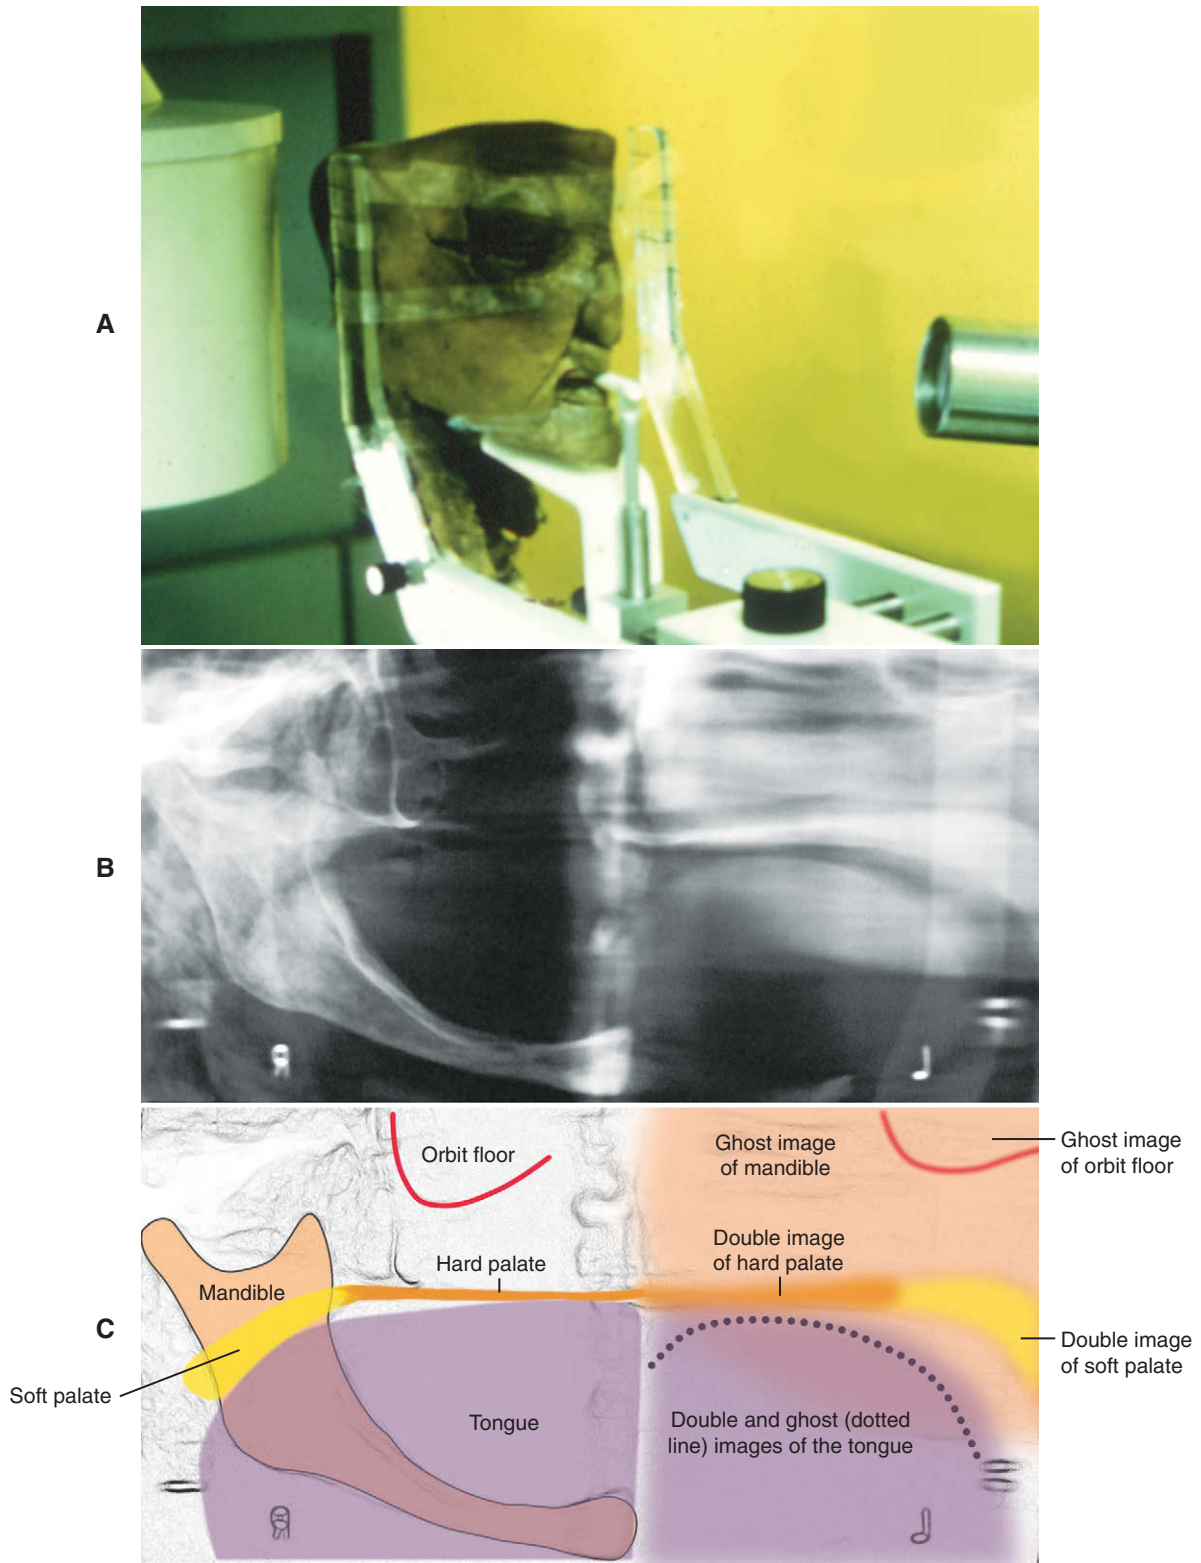 A
B
Orbit floor
Ghost image
of mandible
Ghost image
of orbit floor
Double image
of hard palate
Hard palate
Mandible
C
Double image
of soft palate
Soft palate
Tongue
Double and ghost (dotted
line) images of the tongue